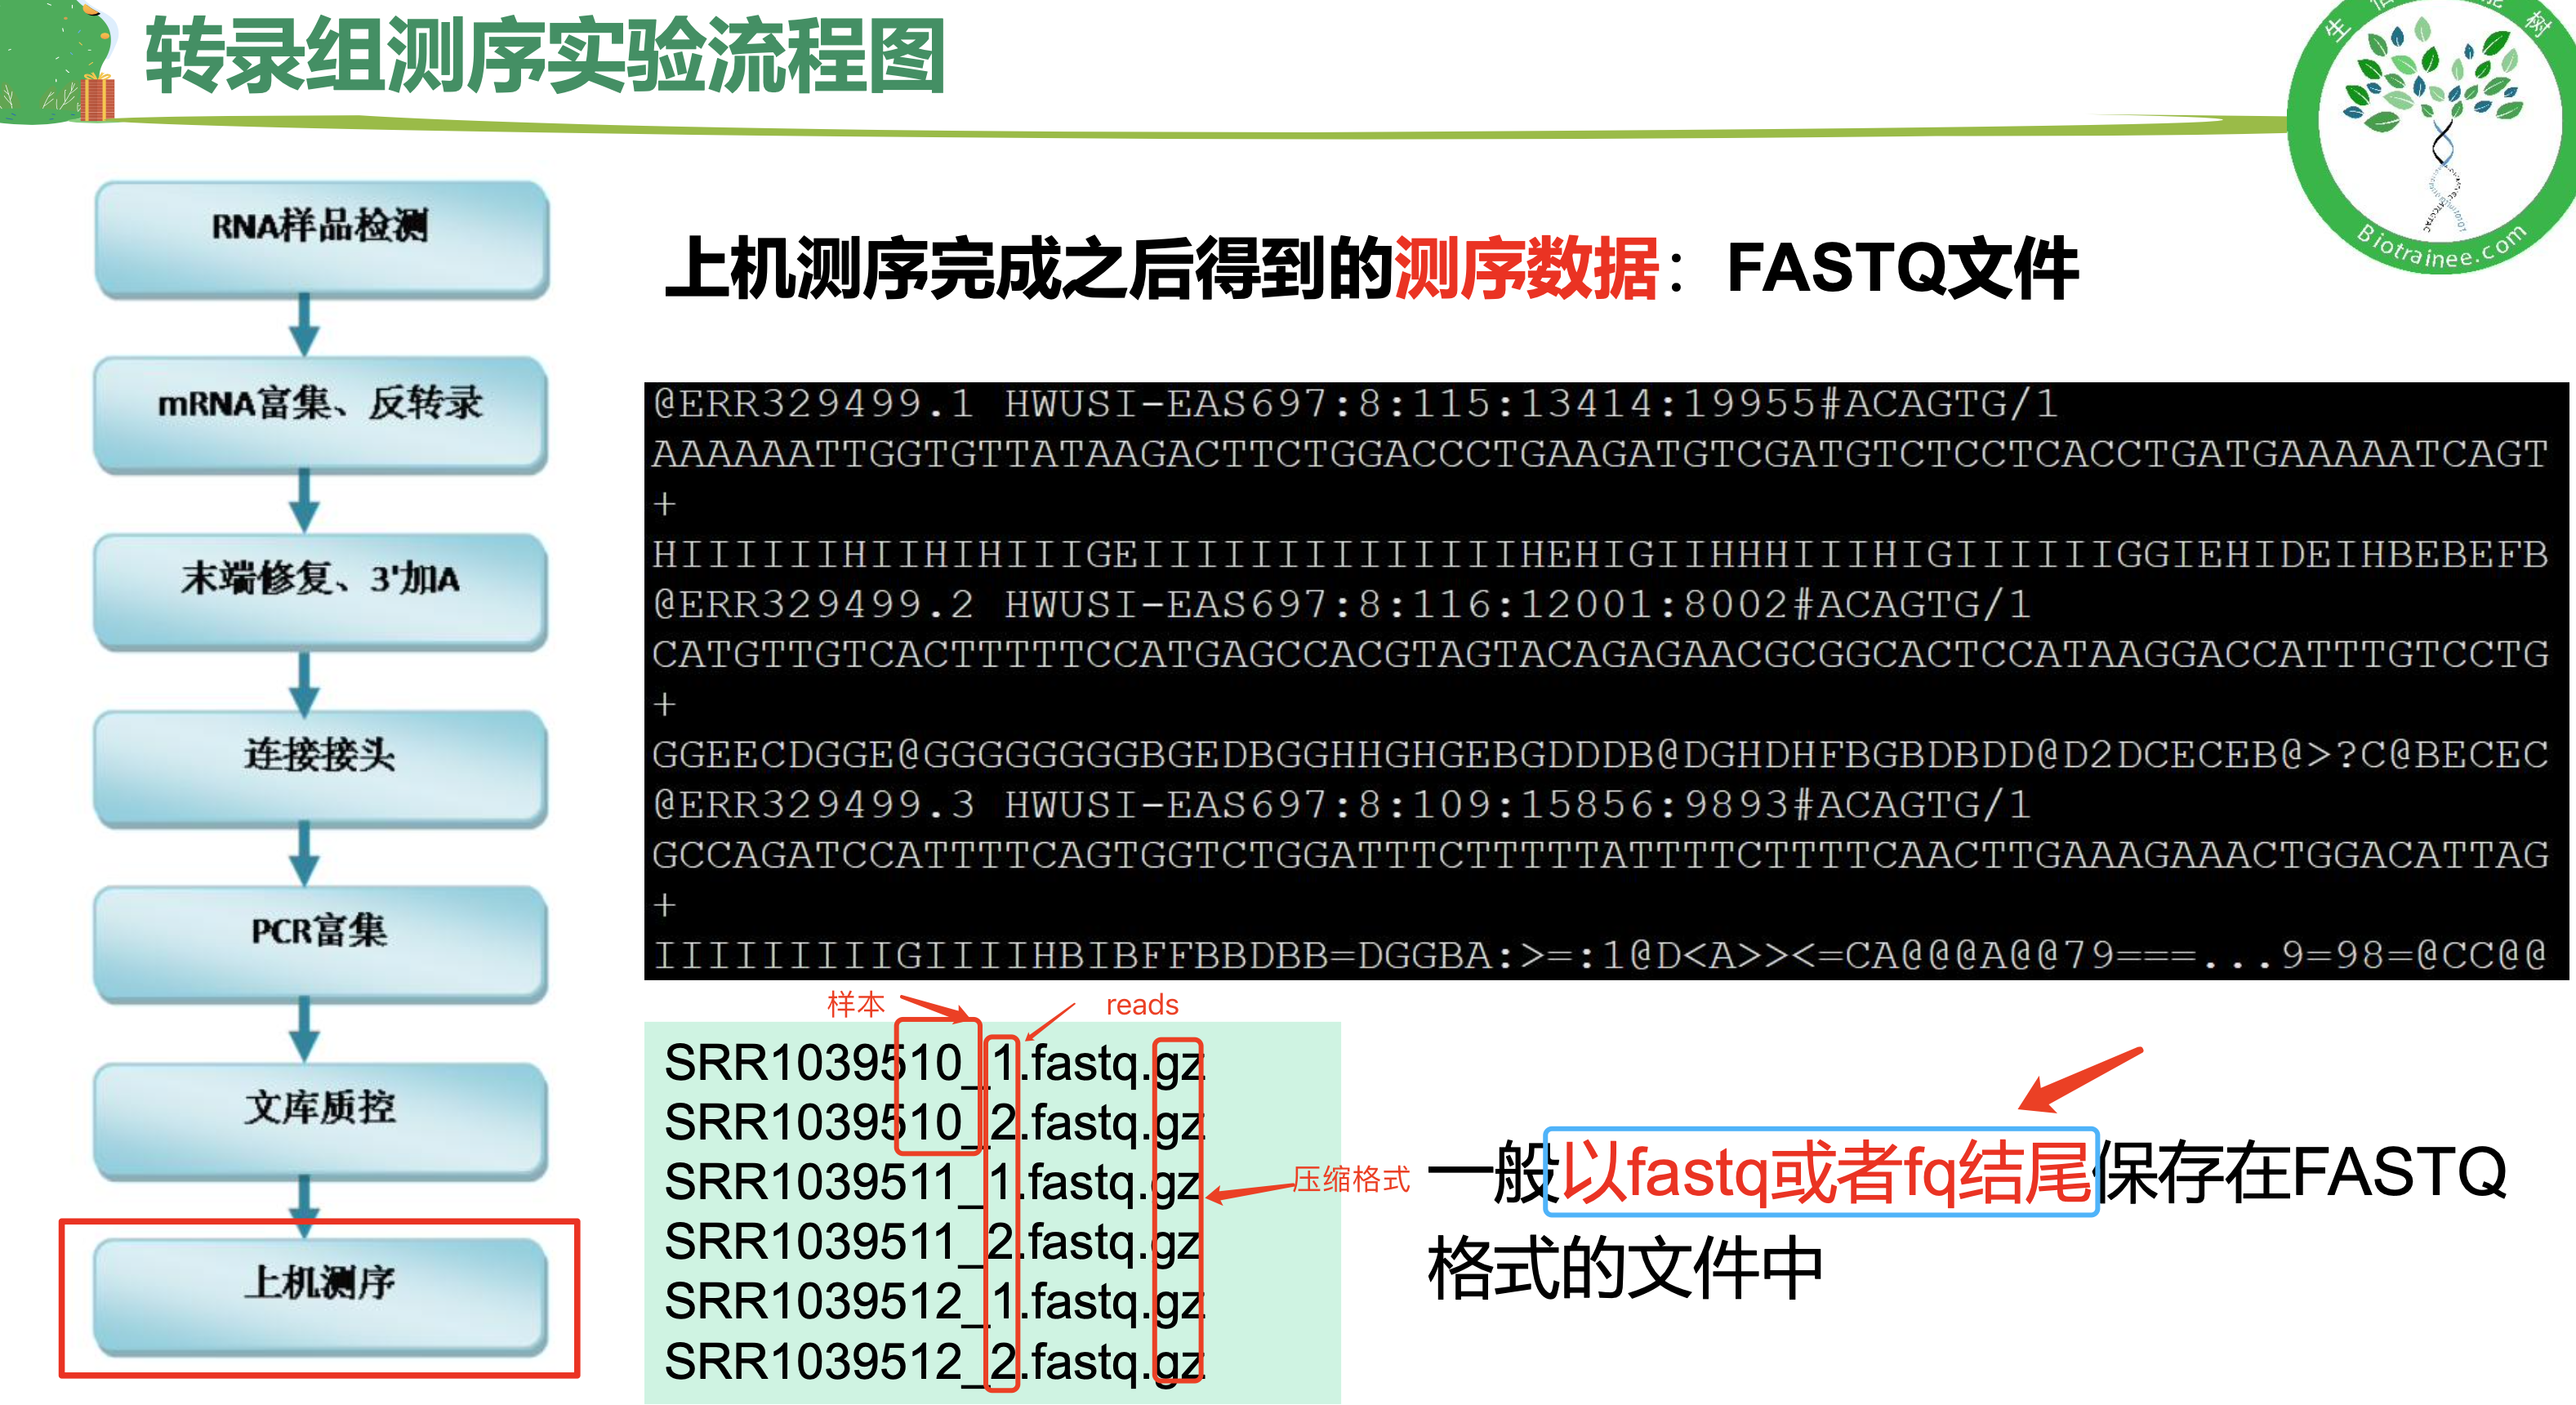 转录组测序实验流程图
生信技能树
Biotrainee.com
RNA样品检测
mRNA富集、反转录
末端修复、3'加A
连接接头
PCR富集
文库质控
上机测序
上机测序完成之后得到的测序数据：FASTQ文件
@ERR329499.1 HWUSI-EAS697:8:115:13414:19955#ACAGTG/1
AAAAAATTGGTGTTATAAGACTTCTGGACCCTGAAGATGTCGATGTCTCCTCACCTGATGAAAAATCAGT
+
HIIIIIIHIIHIHIIIGEIIIIIIIIIIIIIIHEHIGIIHHHIIIHIGIIIIIIGGIEHIDEIHBEBEFB
@ERR329499.2 HWUSI-EAS697:8:116:12001:8002#ACAGTG/1
CATGTTGTCACTTTTTCCATGAGCCACGTAGTACAGAGAACGCGGCACTCCATAAGGACCATTTGTCCTG
+
GGEECDGGE@GGGGGGGGBGEDBGGHHGHGEBGDDDB@DGHDHFBGBDBDD@D2DCECEB@>?C@BECEC
@ERR329499.3 HWUSI-EAS697:8:109:15856:9893#ACAGTG/1
GCCAGATCCATTTTCAGTGGTCTGGATTTCTTTTTATTTTCTTTTCAACTTGAAAGAAACTGGACATTAG
+
IIIIIIIIIGIIIIHBIBFFBBDBB=DGGBA:>=:1@D<A>><=CA@@@A@@79===...9=98=@CC@@
样本
reads
SRR1039510_1.fastq.gz
SRR1039510_2.fastq.gz
SRR1039511_1.fastq.gz
SRR1039511_2.fastq.gz
SRR1039512_1.fastq.gz
SRR1039512_2.fastq.gz
压缩格式
一般以fastq或者fq结尾保存在FASTQ
格式的文件中